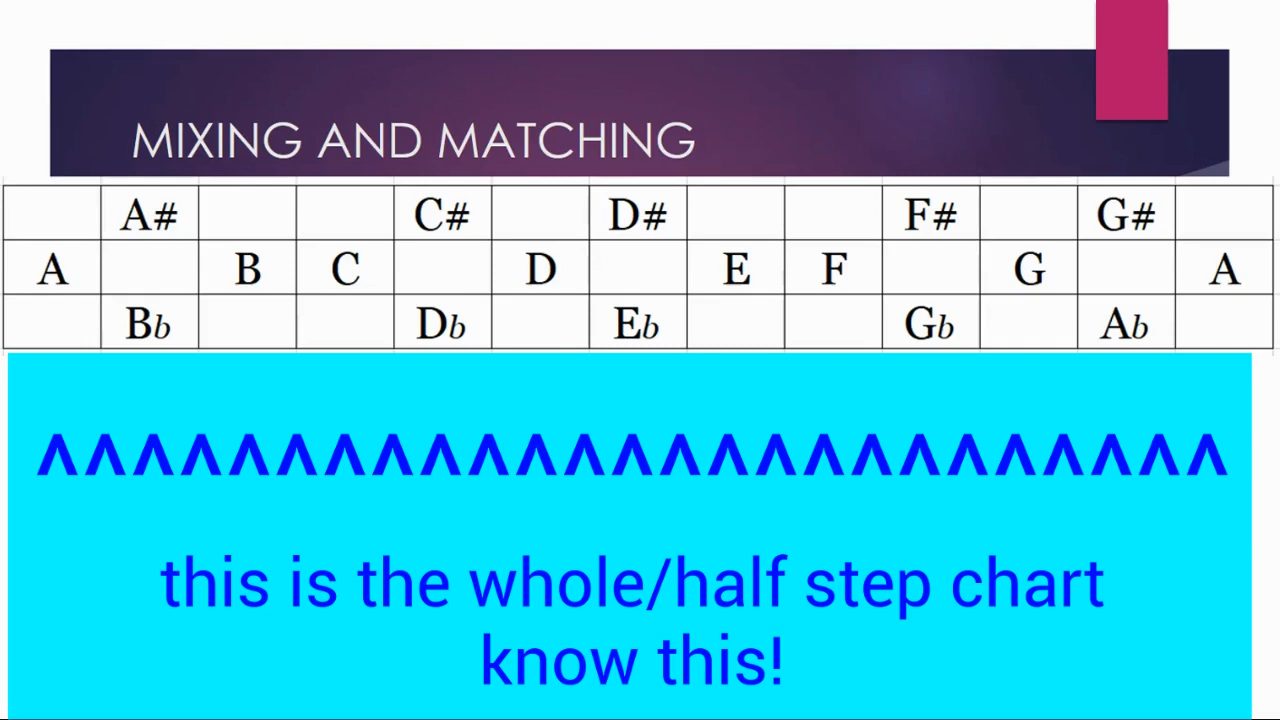 MIXING AND MATCHING
A# C# D# F# G#
A B C D E F G A
Bb Db Eb Gb Ab
^^^^^^^^^^^^^^^^^^^^^^^^^
this is the whole/half step chart
know this!